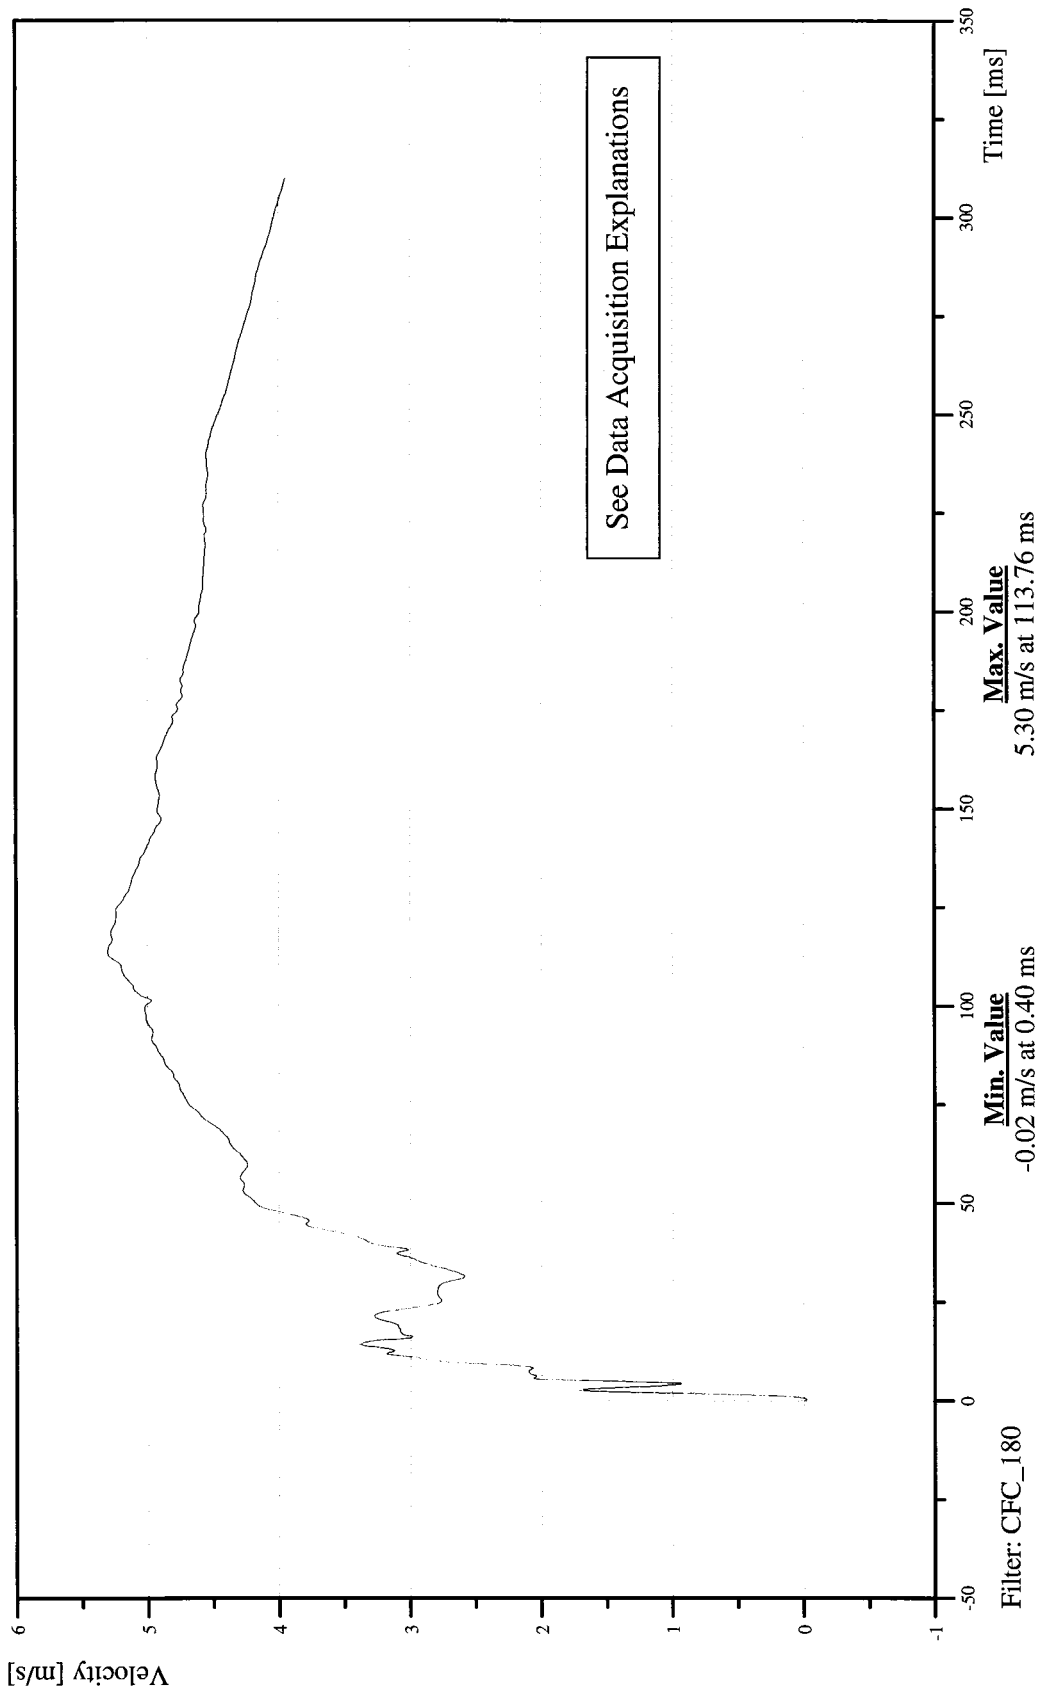 Velocity [m/s]
6
5
4
3
2
1
0
-1
See Data Acquisition Explanations
-50
0
50
100
150
200
250
300
350
Time [ms]
Filter: CFC_180
Min. Value
-0.02 m/s at 0.40 ms
Max. Value
5.30 m/s at 113.76 ms